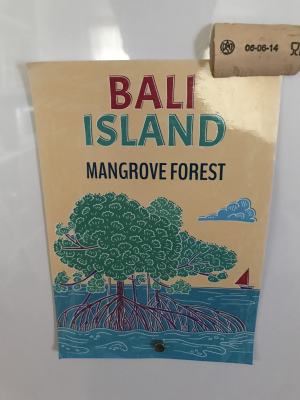 06-06-14
BALI
ISLAND
MANGROVE FOREST